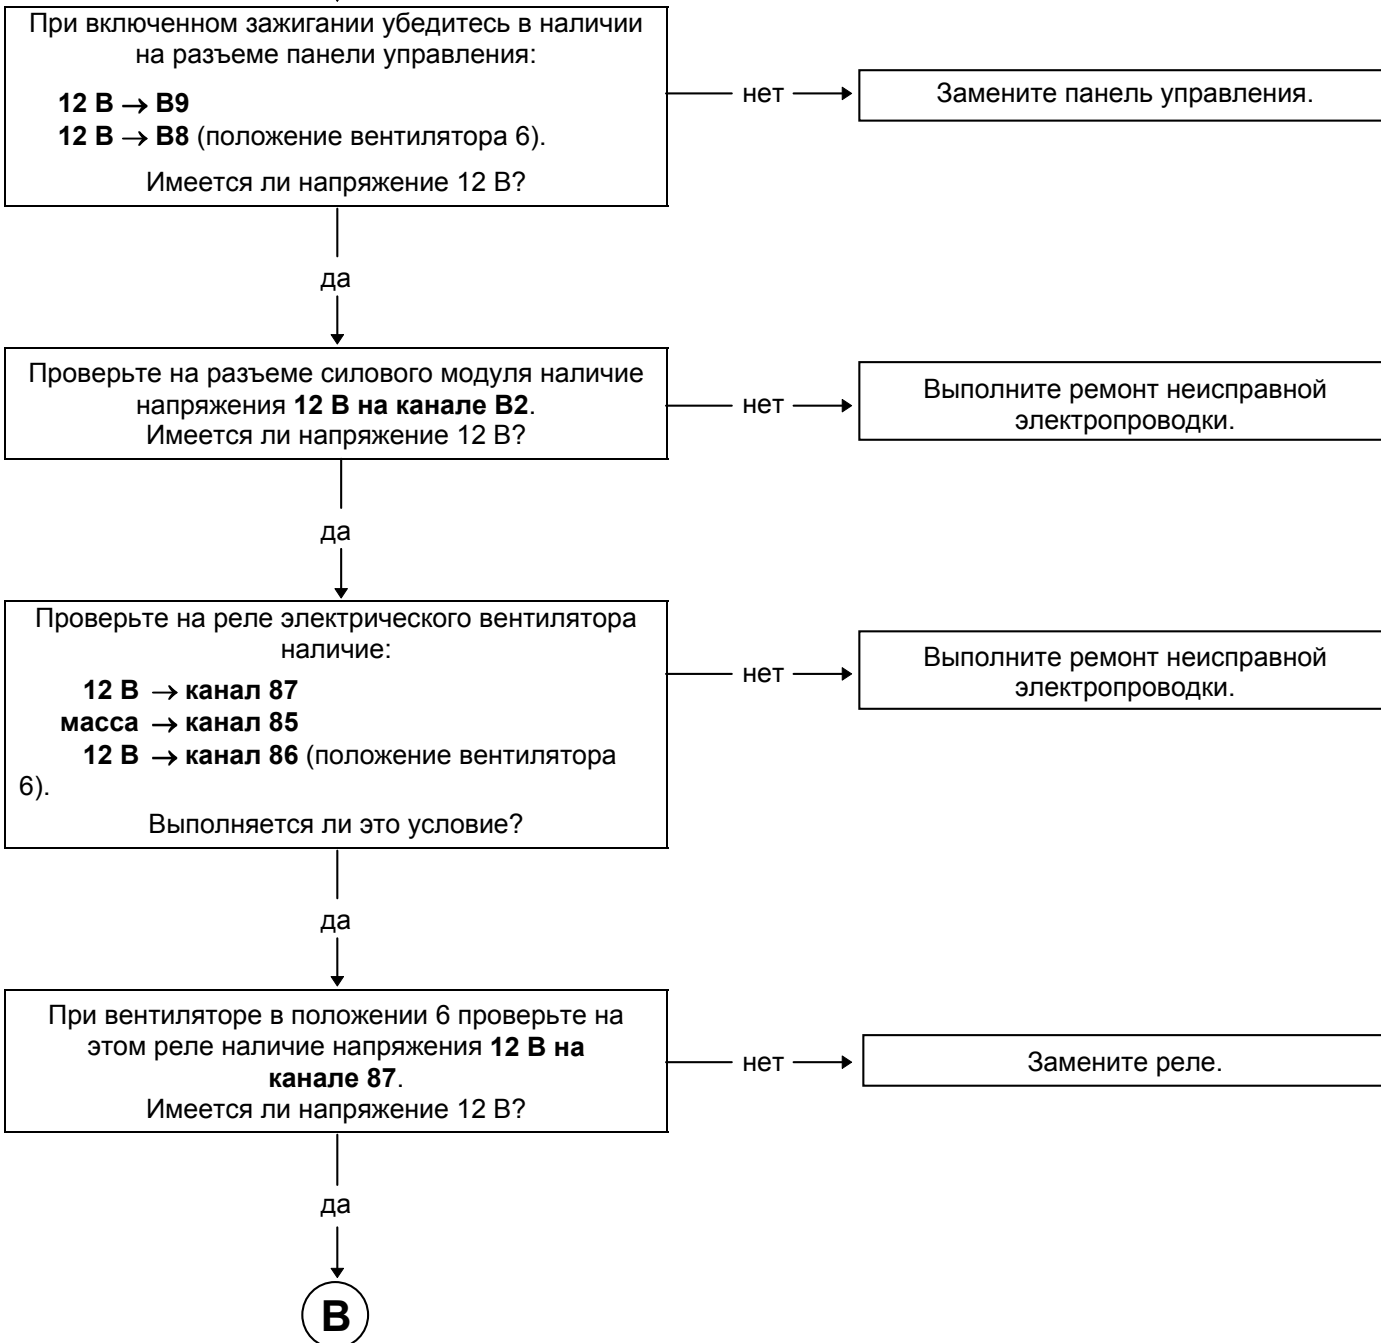 При включенном зажигании убедитесь в наличии
на разъеме панели управления:
12 В → В9
12 В → В8 (положение вентилятора 6).
Имеется ли напряжение 12 В?
нет
Замените панель управления.
да
Проверьте на разъеме силового модуля наличие
напряжения 12 В на канале В2.
Имеется ли напряжение 12 В?
нет
Выполните ремонт неисправной
электропроводки.
да
Проверьте на реле электрического вентилятора
наличие:
12 В → канал 87
масса → канал 85
12 В → канал 86 (положение вентилятора
6).
Выполняется ли это условие?
нет
Выполните ремонт неисправной
электропроводки.
да
При вентиляторе в положении 6 проверьте на
этом реле наличие напряжения 12 В на
канале 87.
Имеется ли напряжение 12 В?
нет
Замените реле.
да
В